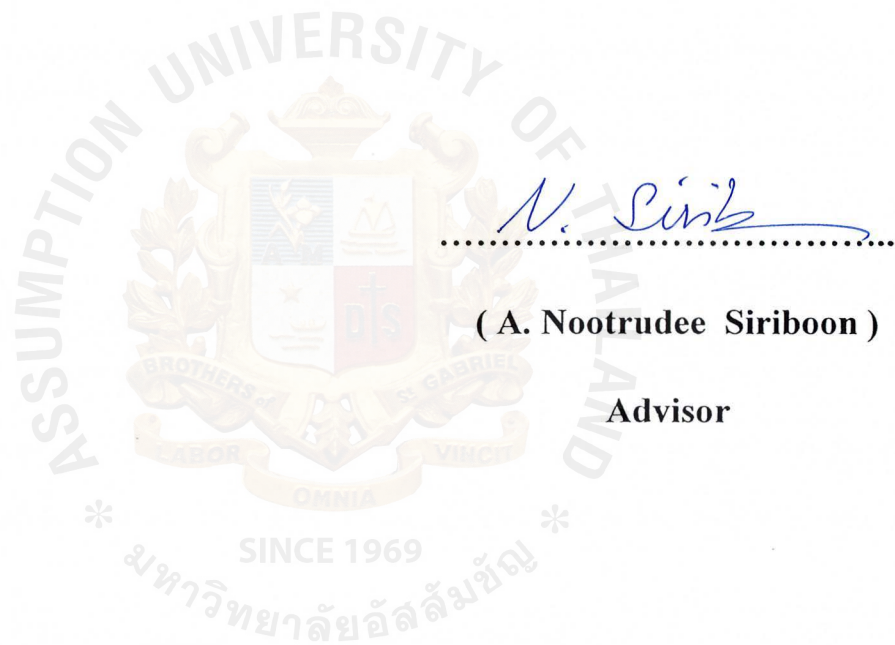 ASSUMPTION UNIVERSITY OF THAILAND
N. Sirib
( A. Nootrudee Siriboon )
Advisor
DS
BROTHERS of St GABRIEL
LABOR
OMNIA
VINCIT
SINCE 1969
มหาวิทยาลัยอัสสัมชัญ